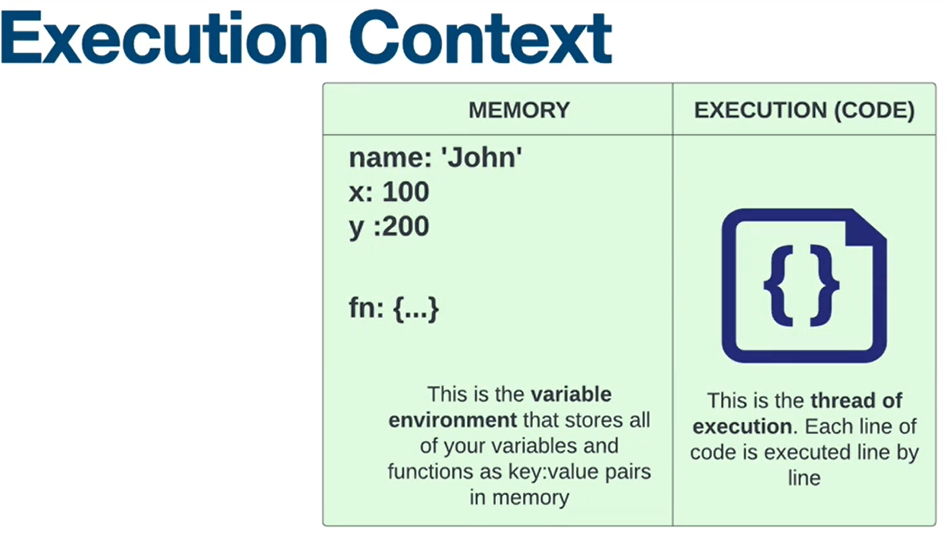 Execution Context
MEMORY
EXECUTION (CODE)
name: 'John'
x: 100
y :200
fn: {...}
This is the variable
environment that stores all
of your variables and
functions as key:value pairs
in memory
{ }
This is the thread of
execution. Each line of
code is executed line by
line